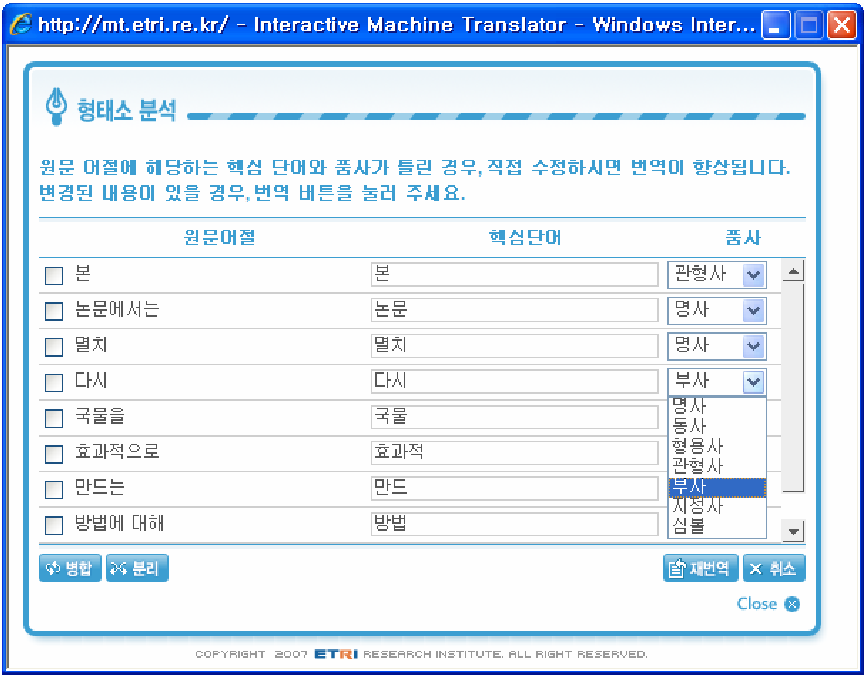 http://mt.etri.re.kr/ - Interactive Machine Translator - Windows Inter...
형태소 분석
원문 어절에 해당하는 핵심 단어와 품사가 틀린 경우, 직접 수정하시면 번역이 향상됩니다.
변경된 내용이 있을 경우, 번역 버튼을 눌러 주세요.
원문어절 핵심단어 품사
본 본 관형사
논문에서는 논문 명사
멸치 멸치 명사
다시 다시 부사
명사
동사
형용사
관형사
부사
지정사
심볼
국물을 국물
효과적으로 효과적
만드는 만드
방법에 대해 방법
병합 분리 재번역 취소
Close
COPYRIGHT 2007 ETRI RESEARCH INSTITUTE. ALL RIGHT RESERVED.